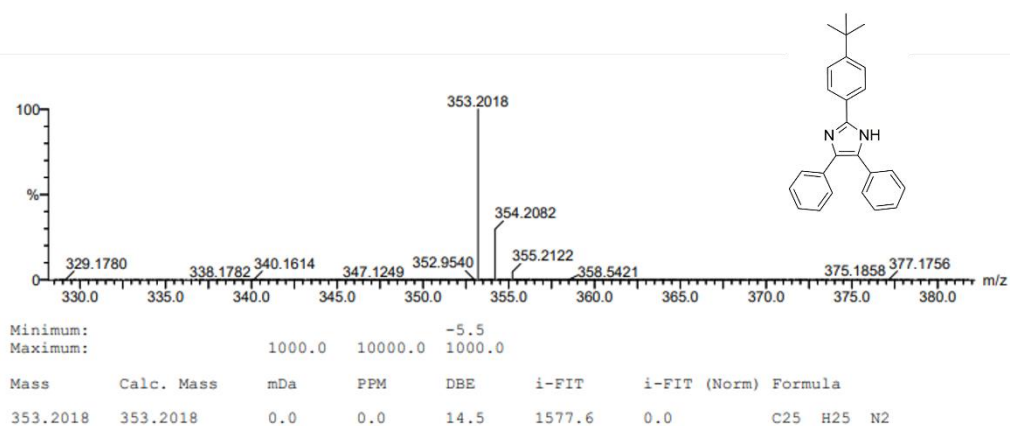 N
NH
100
353.2018
%
354.2082
355.2122
329.1780
338.1782
340.1614
347.1249
352.9540
358.5421
375.1858
377.1756
0
m/z
330.0 335.0 340.0 345.0 350.0 355.0 360.0 365.0 370.0 375.0 380.0
Minimum: -5.5
Maximum: 1000.0 10000.0 1000.0
Mass Calc. Mass mDa PPM DBE i-FIT i-FIT (Norm) Formula
353.2018 353.2018 0.0 0.0 14.5 1577.6 0.0 C25 H25 N2